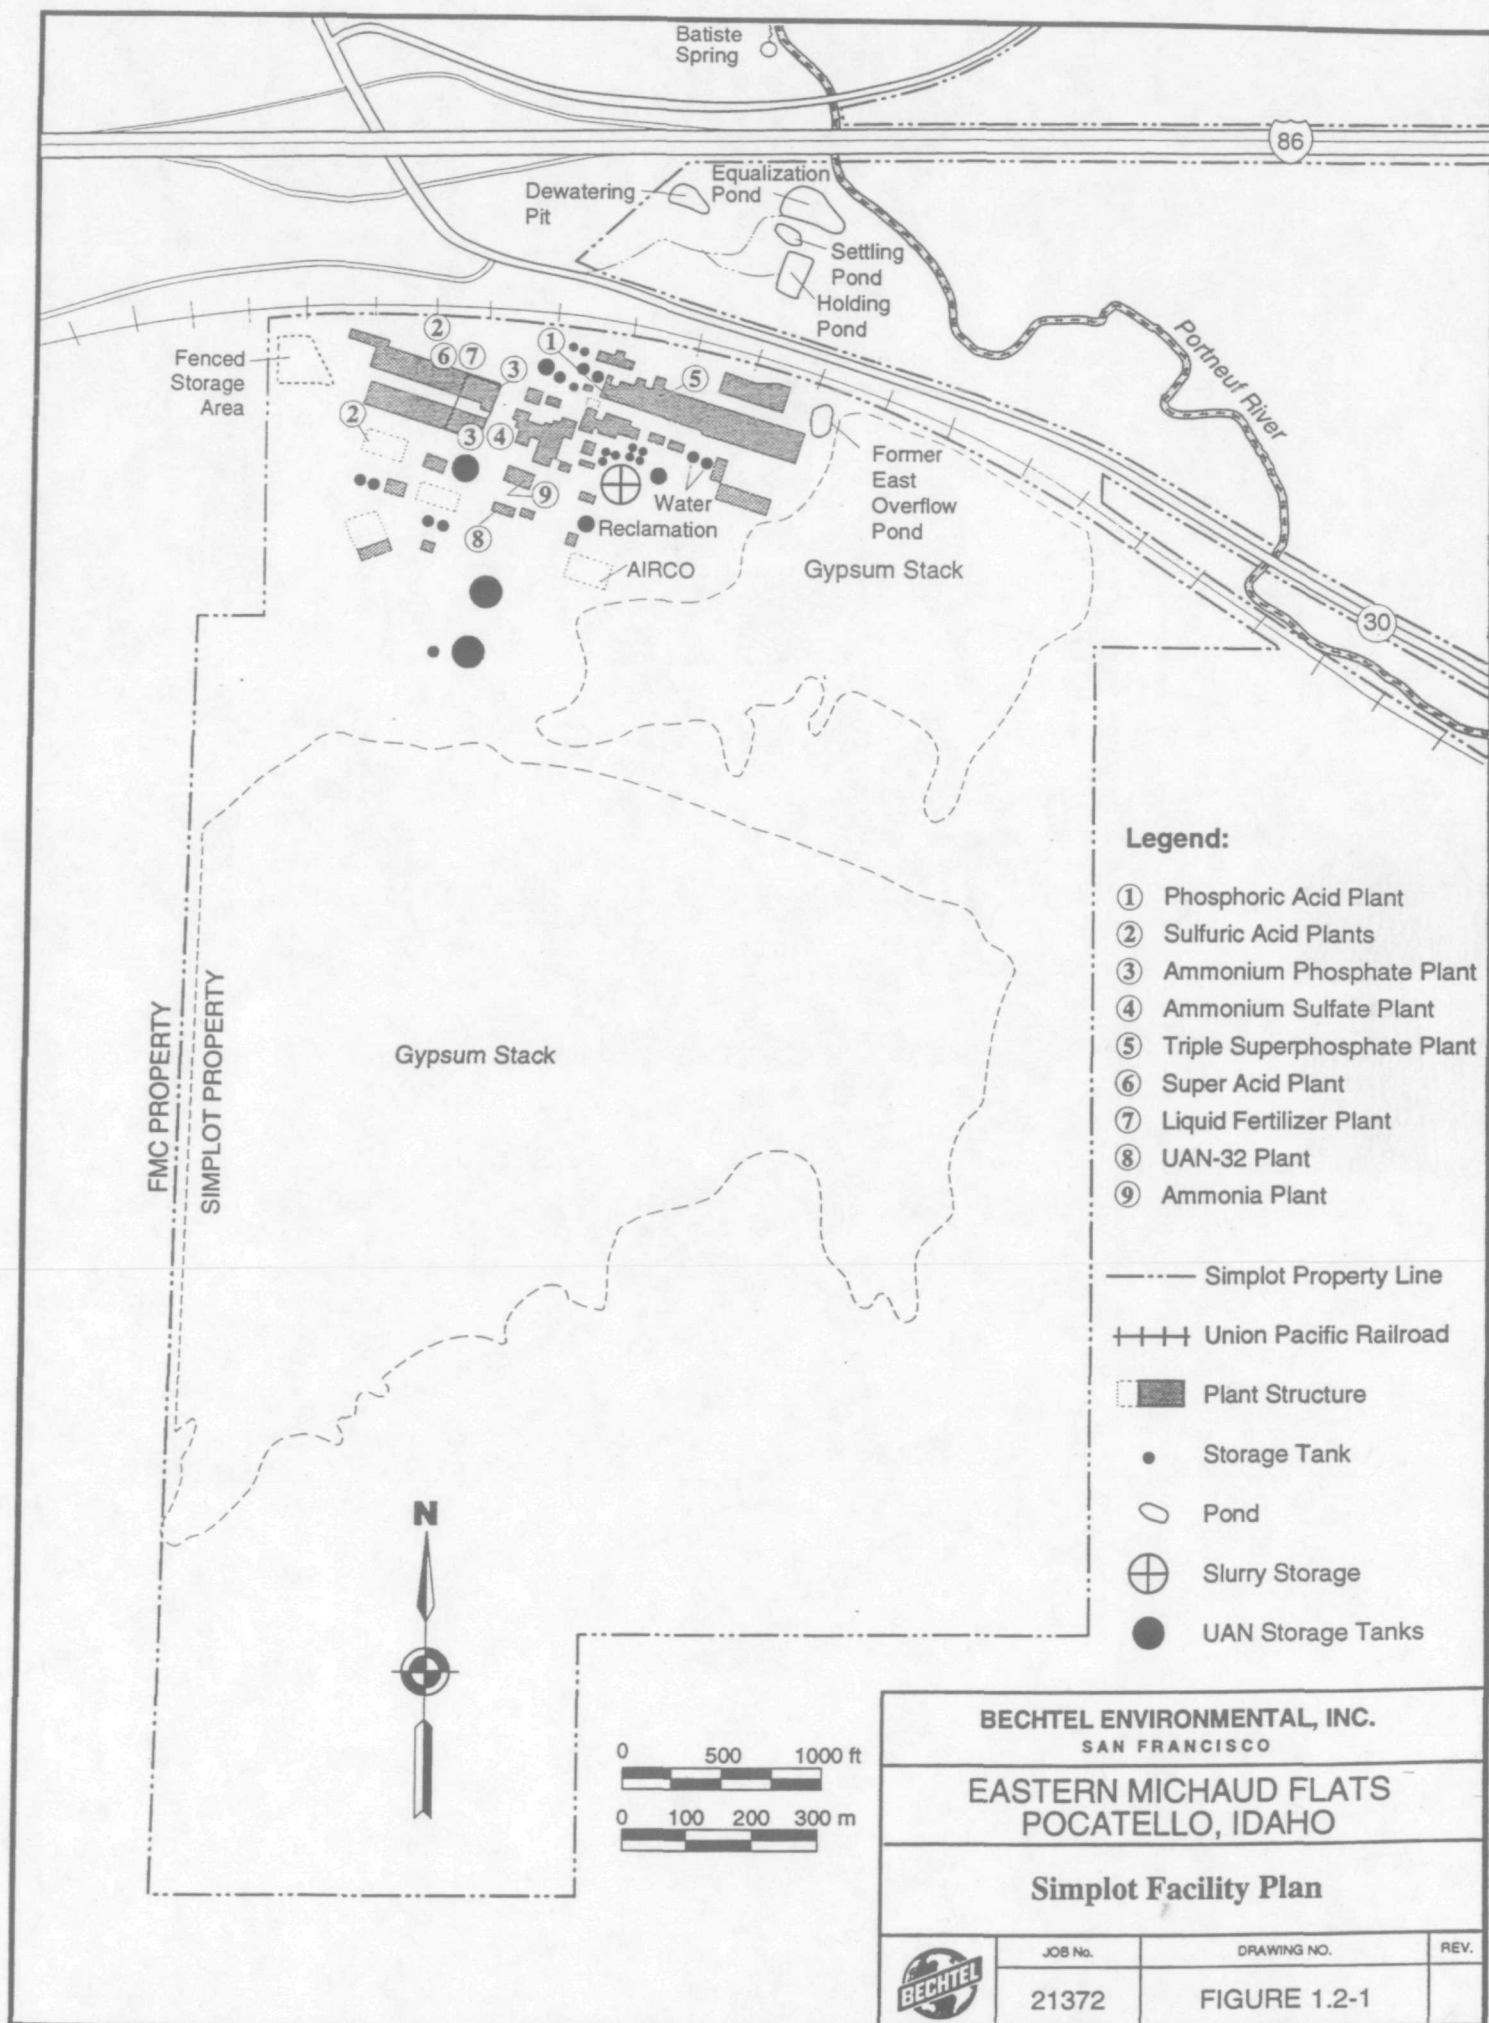 Batiste
Spring
86
Dewatering
Pit
Equalization
Pond
Settling
Pond
Holding
Pond
Portneuf River
Fenced
Storage
Area
2
6
7
3
1
5
2
3
4
9
8
Water
Reclamation
AIRCO
Former
East
Overflow
Pond
Gypsum Stack
30
Gypsum Stack
FMC PROPERTY
SIMPLOT PROPERTY
Legend:
1 Phosphoric Acid Plant
2 Sulfuric Acid Plants
3 Ammonium Phosphate Plant
4 Ammonium Sulfate Plant
5 Triple Superphosphate Plant
6 Super Acid Plant
7 Liquid Fertilizer Plant
8 UAN-32 Plant
9 Ammonia Plant
Simplot Property Line
Union Pacific Railroad
Plant Structure
Storage Tank
Pond
Slurry Storage
UAN Storage Tanks
N
0 500 1000 ft
0 100 200 300 m
BECHTEL ENVIRONMENTAL, INC.
SAN FRANCISCO
EASTERN MICHAUD FLATS
POCATELLO, IDAHO
Simplot Facility Plan
BECHTEL
JOB No. DRAWING NO. REV.
21372 FIGURE 1.2-1